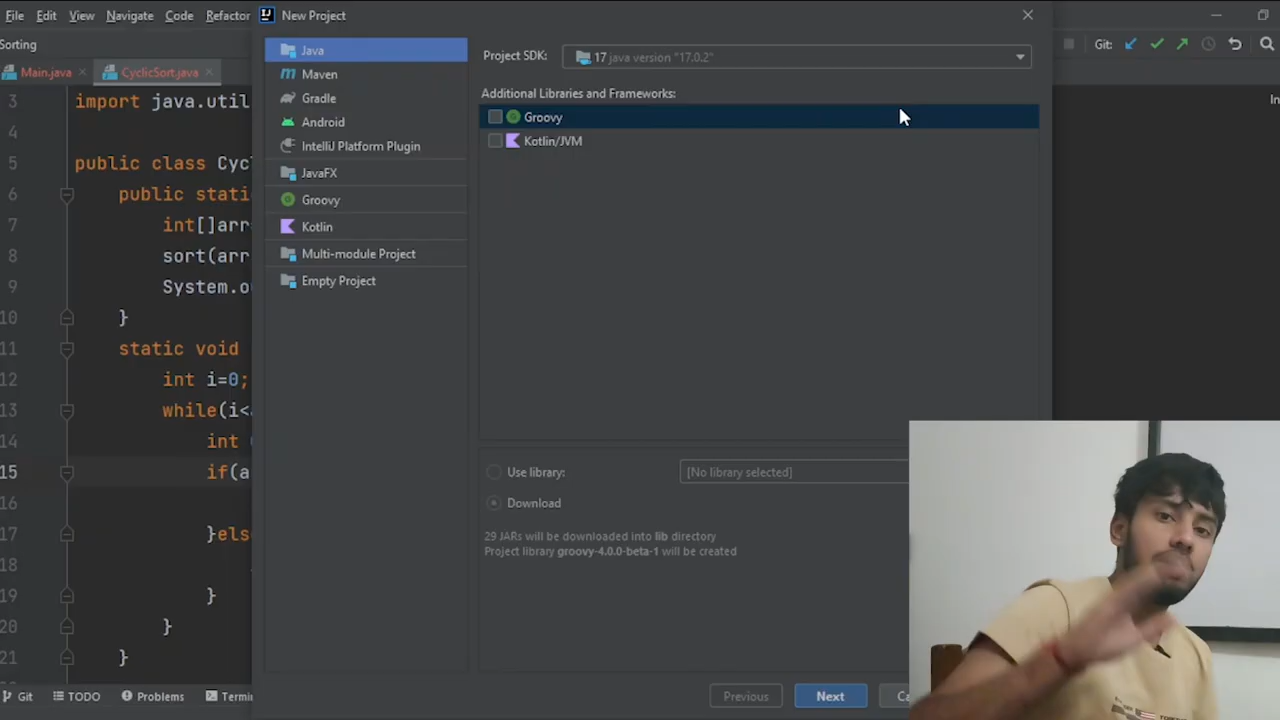 File Edit View Navigate Code Refactor
New Project
Git:
Sorting
Main.java
CyclicSort.java
3 import java.util
4
5 public class Cyc
6 public stati
7 int[]arr
8 sort(arr
9 System.o
10 }
11 static void
12 int i=0;
13 while(i<
14 int
15 if(a
16
17 }els
18
19 }
20 }
21 }
Java
Maven
Gradle
Android
IntelliJ Platform Plugin
JavaFX
Groovy
Kotlin
Multi-module Project
Empty Project
Project SDK: 17 java version "17.0.2"
Additional Libraries and Frameworks:
Groovy
Kotlin/JVM
Use library: [No library selected]
Download
29 JARs will be downloaded into lib directory
Project library groovy-4.0.0-beta-1 will be created
Previous Next Ca
Git TODO Problems Termin
In